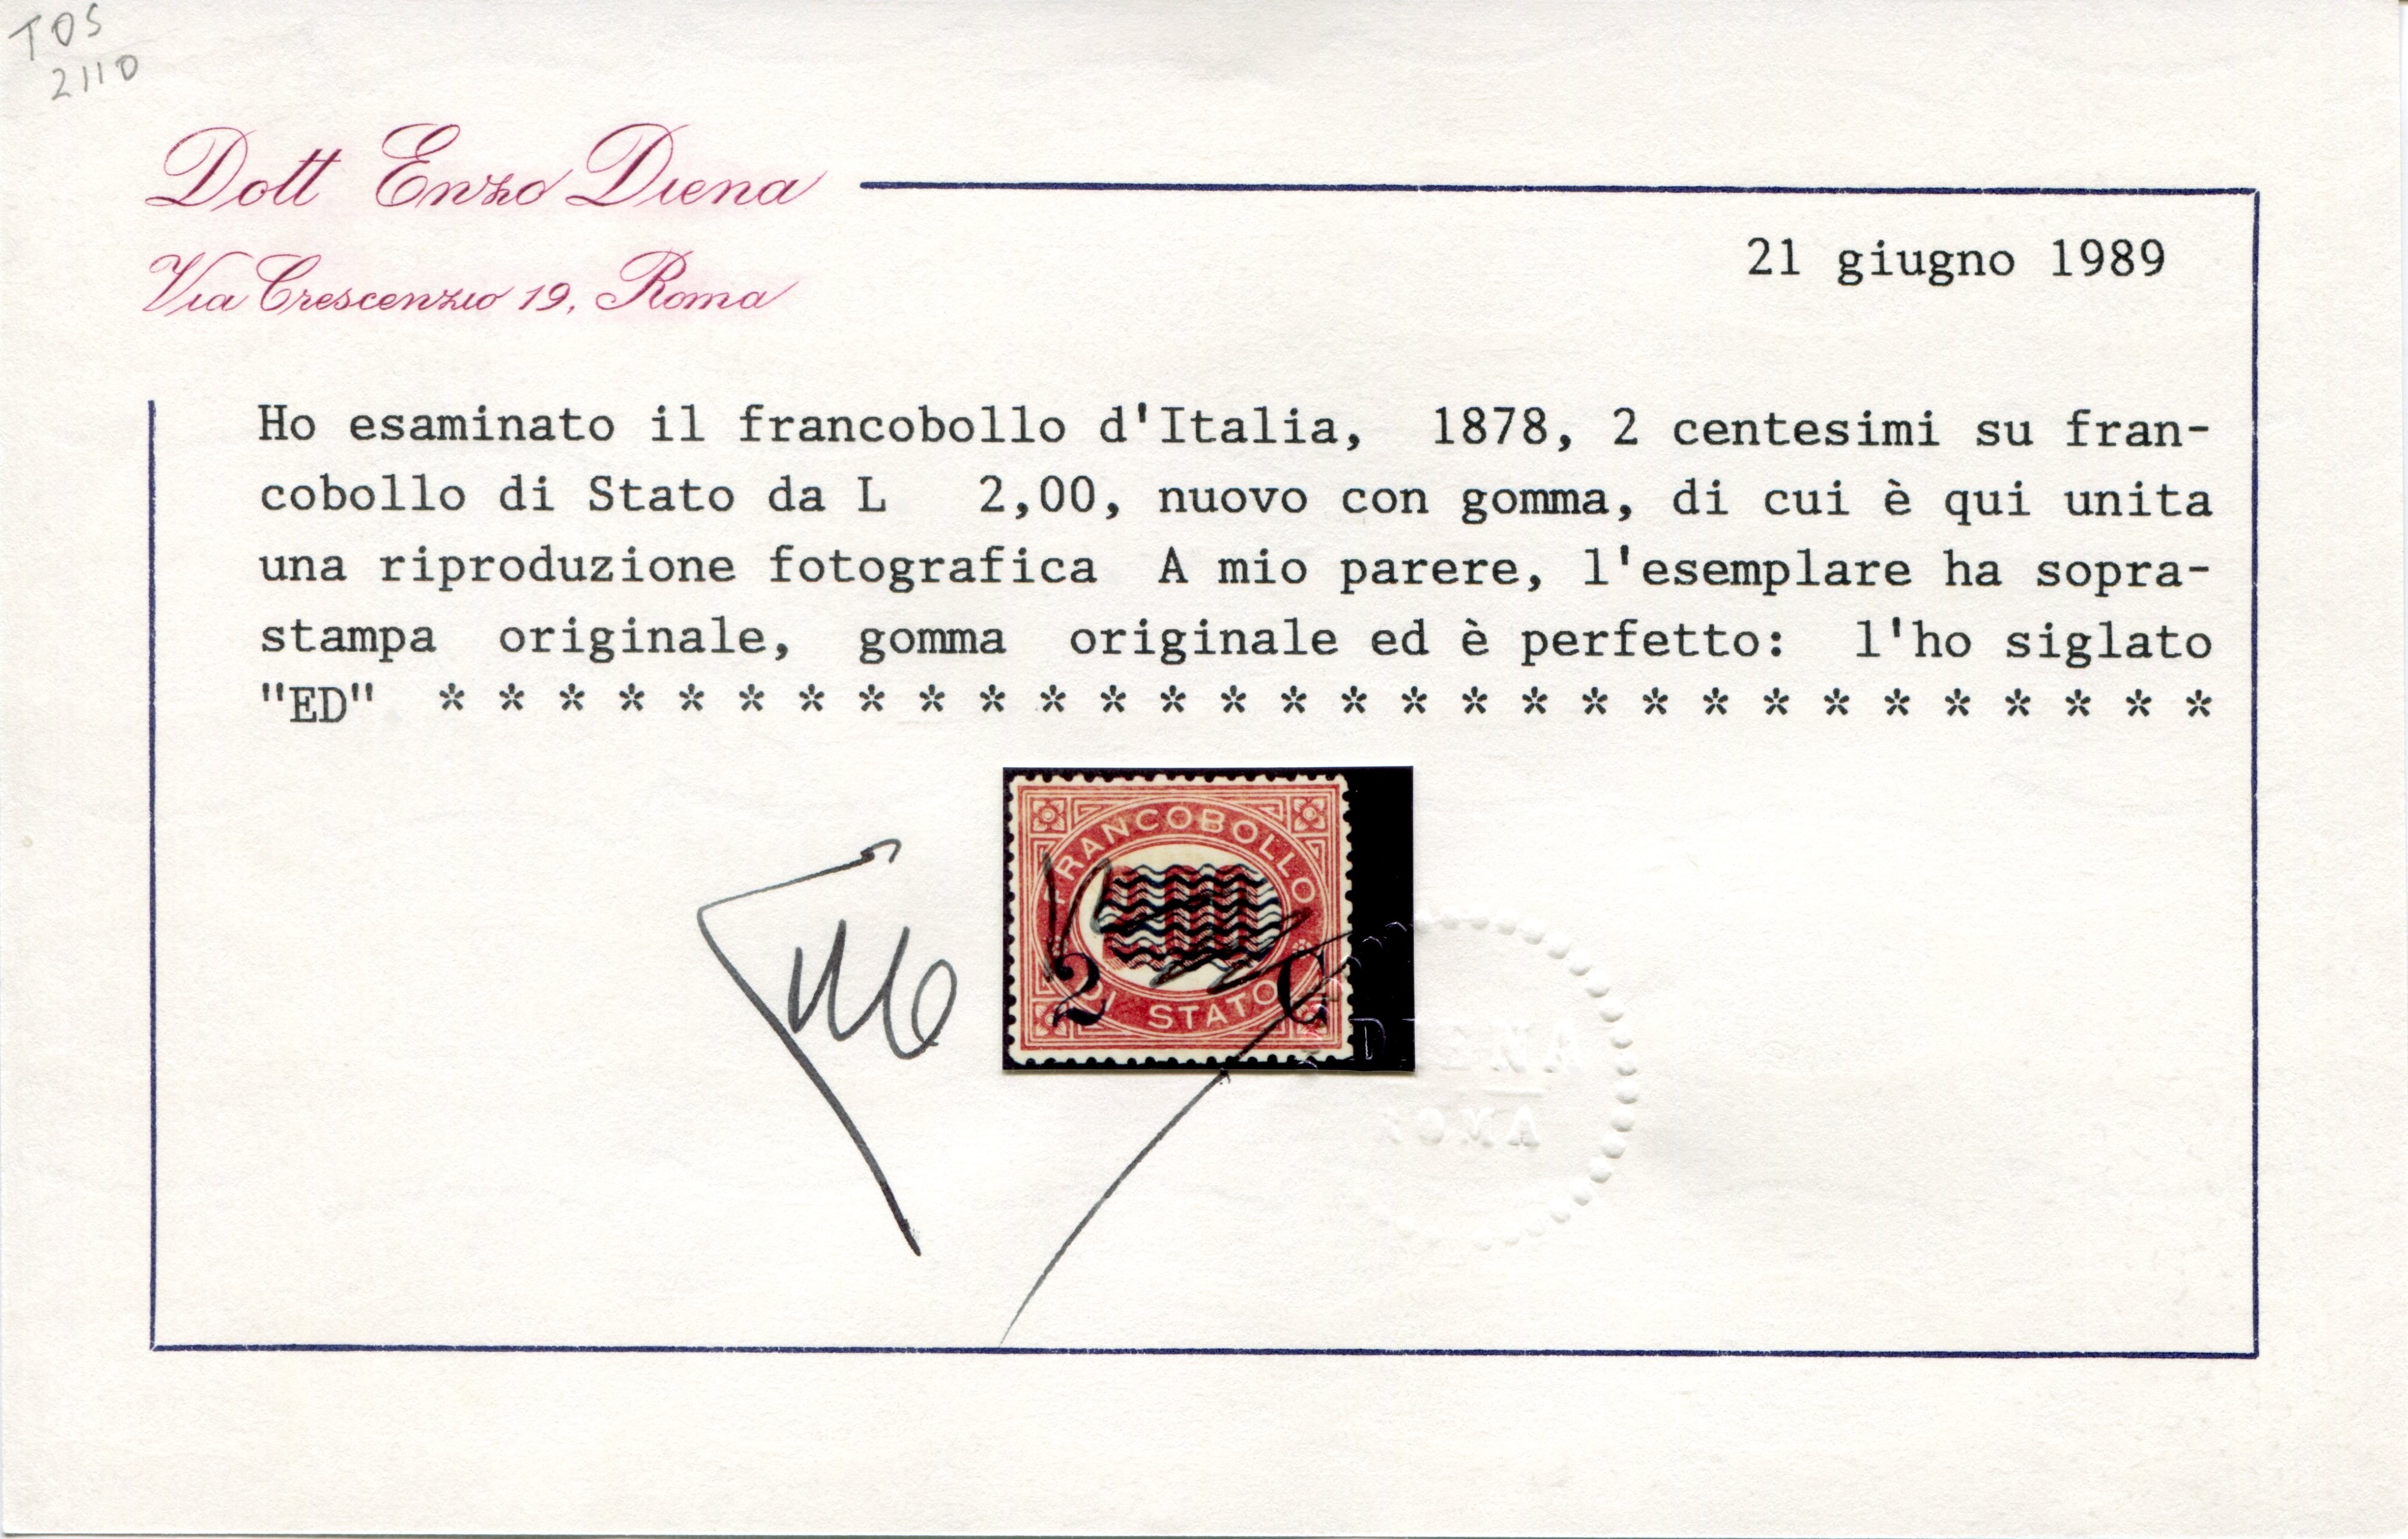 TOS
2110
Dott Enzo Diena
Via Crescenzio 19, Roma
21 giugno 1989
Ho esaminato il francobollo d'Italia, 1878, 2 centesimi su fran-
cobollo di Stato da L 2,00, nuovo con gomma, di cui è qui unita
una riproduzione fotografica A mio parere, l'esemplare ha sopra-
stampa originale, gomma originale ed è perfetto: l'ho siglato
"ED" * * * * * * * * * * * * * * * * * * * * * * * * * * * * * *
FRANCOBOLLO
2 C
DI STATO